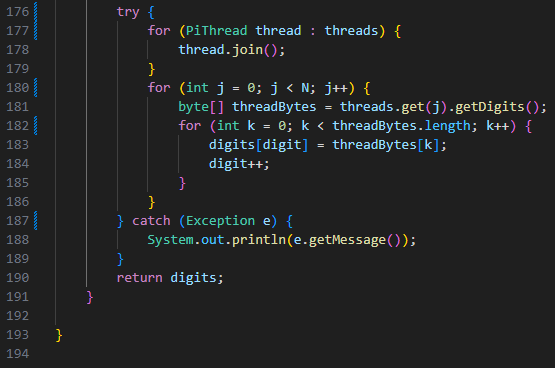 176 try {
177 for (PiThread thread : threads) {
178 thread.join();
179 }
180 for (int j = 0; j < N; j++) {
181 byte[] threadBytes = threads.get(j).getDigits();
182 for (int k = 0; k < threadBytes.length; k++) {
183 digits[digit] = threadBytes[k];
184 digit++;
185 }
186 }
187 } catch (Exception e) {
188 System.out.println(e.getMessage());
189 }
190 return digits;
191 }
192
193 }
194